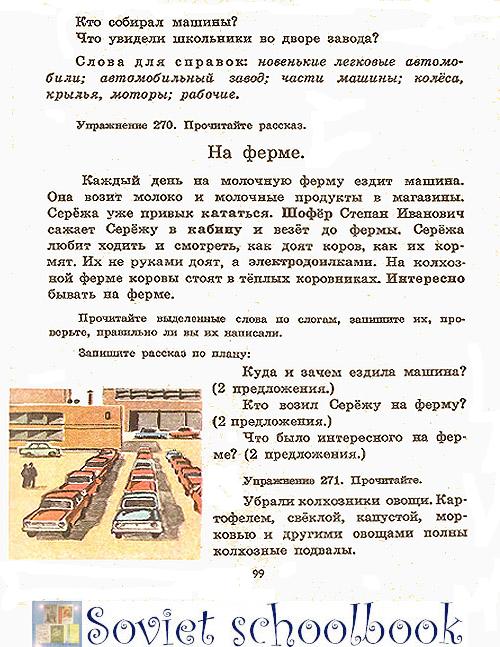 Кто собирал машины?
Что увидели школьники во дворе завода?
Слова для справок: новенькие легковые автомо-
били; автомобильный завод; части машины; колёса,
крылья, моторы; рабочие.
Упражнение 270. Прочитайте рассказ.
На ферме.
Каждый день на молочную ферму ездит машина.
Она возит молоко и молочные продукты в магазины.
Серёжа уже привык кататься. Шофёр Степан Иванович
сажает Серёжу в кабину и везёт до фермы. Серёжа
любит ходить и смотреть, как доят коров, как их кор-
мят. Их не руками доят, а электродоилками. На колхоз-
ной ферме коровы стоят в тёплых коровниках. Интересно
бывать на ферме.
Прочитайте выделенные слова по слогам, запишите их, про-
верьте, правильно ли вы их написали.
Запишите рассказ по плану:
Куда и зачем ездила машина?
(2 предложения.)
Кто возил Серёжу на ферму?
(2 предложения.)
Что было интересного на фер-
ме? (2 предложения.)
Упражнение 271. Прочитайте.
Убрали колхозники овощи. Кар-
тофелем, свёклой, капустой, мор-
ковью и другими овощами полны
колхозные подвалы.
99
Soviet schoolbook